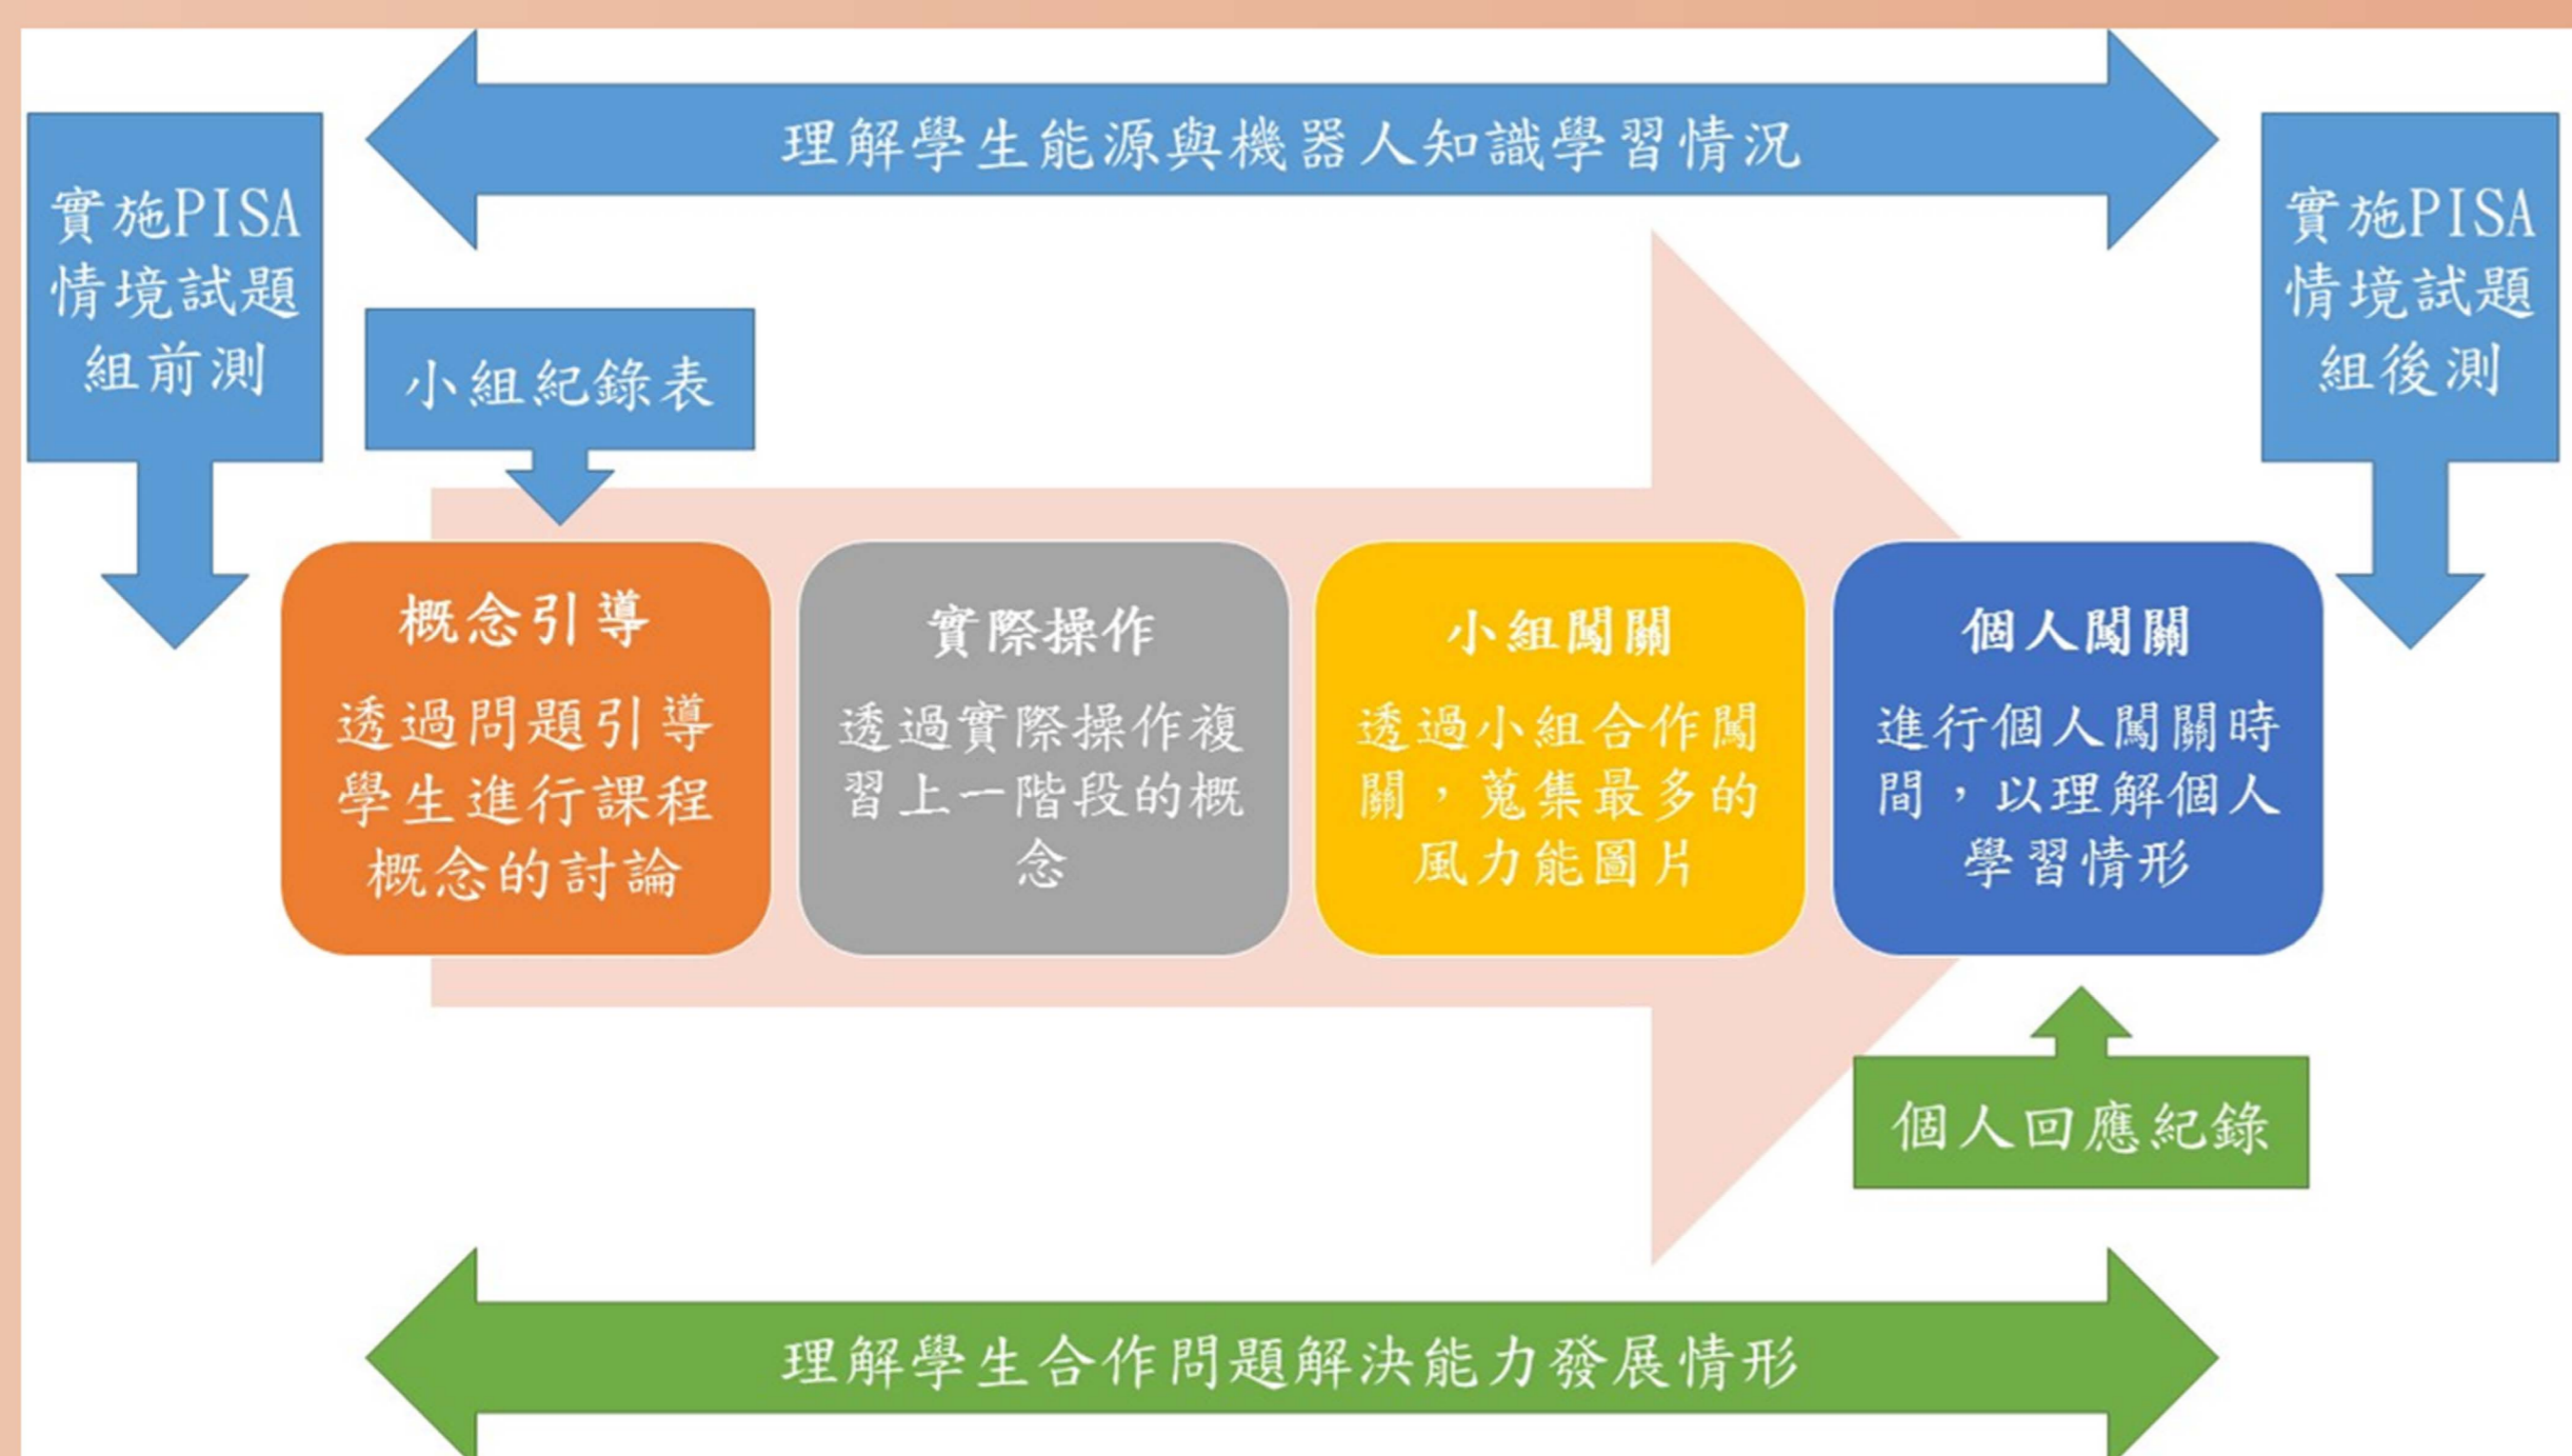 理解學生能源與機器人知識學習情況
實施PISA
情境試題
組前測
小組紀錄表
實施PISA
情境試題
組後測
概念引導
透過問題引導
學生進行課程
概念的討論
實際操作
透過實際操作複
習上一階段的概
念
小組闖關
透過小組合作闖
關，蒐集最多的
風力能圖片
個人闖關
進行個人闖關時
間，以理解個人
學習情形
個人回應紀錄
理解學生合作問題解決能力發展情形